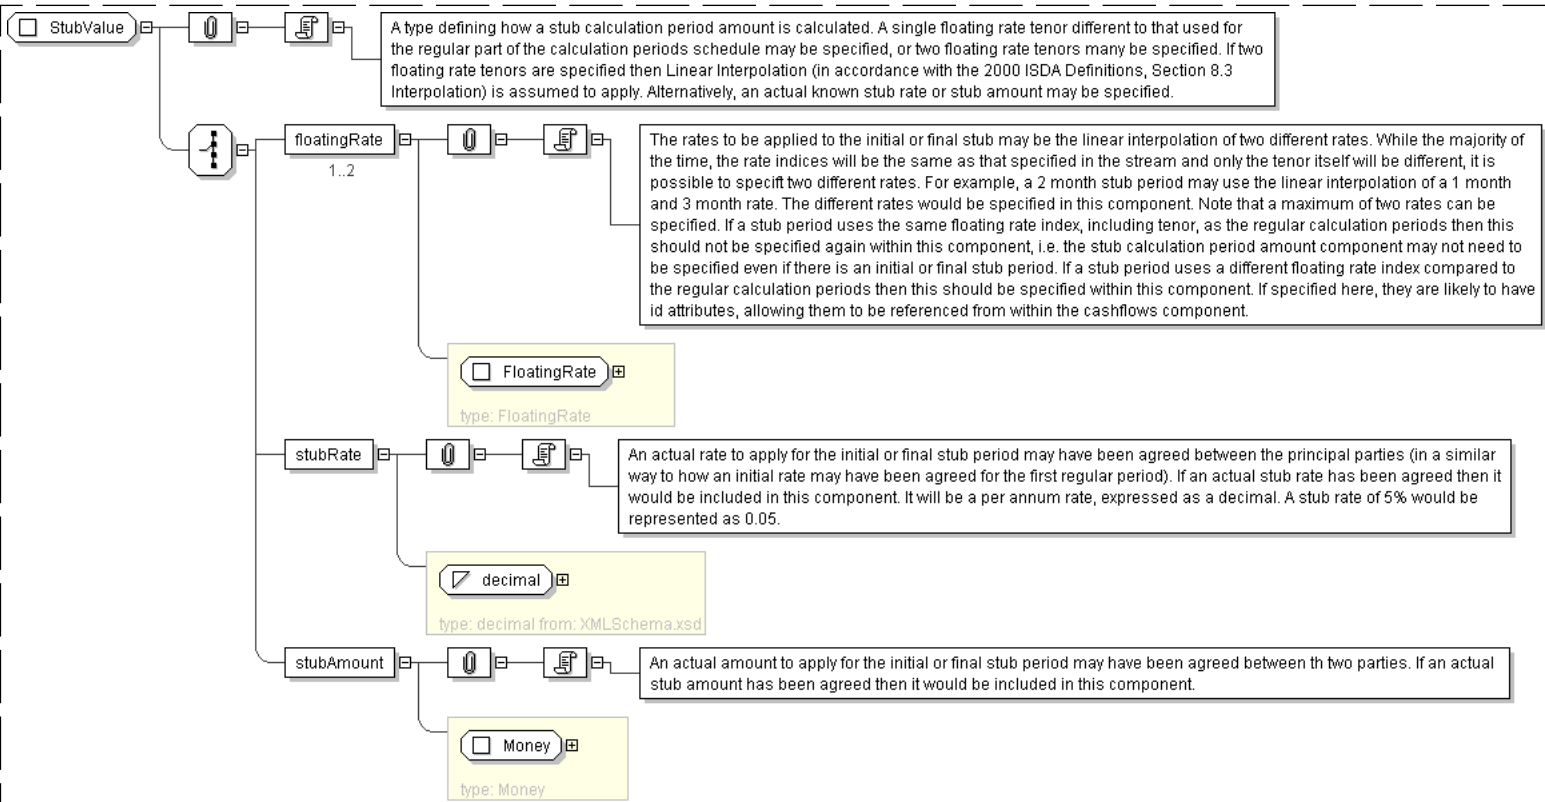 StubValue
A type defining how a stub calculation period amount is calculated. A single floating rate tenor different to that used for
the regular part of the calculation periods schedule may be specified, or two floating rate tenors many be specified. If two
floating rate tenors are specified then Linear Interpolation (in accordance with the 2000 ISDA Definitions, Section 8.3
Interpolation) is assumed to apply. Alternatively, an actual known stub rate or stub amount may be specified.
floatingRate
1..2
The rates to be applied to the initial or final stub may be the linear interpolation of two different rates. While the majority of
the time, the rate indices will be the same as that specified in the stream and only the tenor itself will be different, it is
possible to specift two different rates. For example, a 2 month stub period may use the linear interpolation of a 1 month
and 3 month rate. The different rates would be specified in this component. Note that a maximum of two rates can be
specified. If a stub period uses the same floating rate index, including tenor, as the regular calculation periods then this
should not be specified again within this component, i.e. the stub calculation period amount component may not need to
be specified even if there is an initial or final stub period. If a stub period uses a different floating rate index compared to
the regular calculation periods then this should be specified within this component. If specified here, they are likely to have
id attributes, allowing them to be referenced from within the cashflows component.
FloatingRate
type: FloatingRate
stubRate
An actual rate to apply for the initial or final stub period may have been agreed between the principal parties (in a similar
way to how an initial rate may have been agreed for the first regular period). If an actual stub rate has been agreed then it
would be included in this component. It will be a per annum rate, expressed as a decimal. A stub rate of 5% would be
represented as 0.05.
decimal
type: decimal from: XMLSchema.xsd
stubAmount
An actual amount to apply for the initial or final stub period may have been agreed between th two parties. If an actual
stub amount has been agreed then it would be included in this component.
Money
type: Money